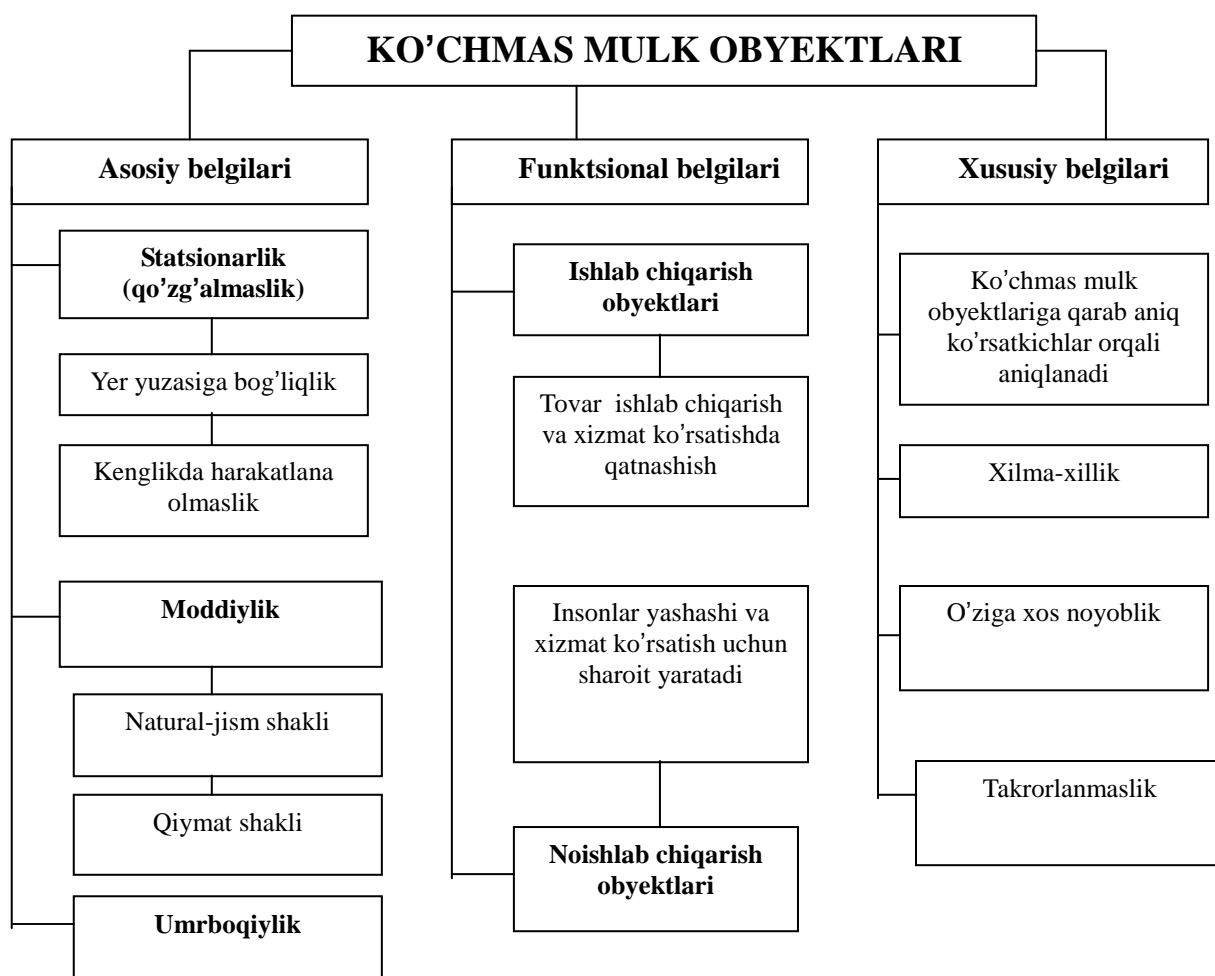 KO’CHMAS MULK OBYEKTLARI
Asosiy belgilari
Statsionarlik
(qo’zg’almaslik)
Yer yuzasiga bog’liqlik
Kenglikda harakatlana
olmaslik
Moddiylik
Natural-jism shakli
Qiymat shakli
Umrboqiylik
Funktsional belgilari
Ishlab chiqarish
obyektlari
Tovar ishlab chiqarish
va xizmat ko’rsatishda
qatnashish
Insonlar yashashi va
xizmat ko’rsatish uchun
sharoit yaratadi
Noishlab chiqarish
obyektlari
Xususiy belgilari
Ko’chmas mulk
obyektlariga qarab aniq
ko’rsatkichlar orqali
aniqlanadi
Xilma-xillik
O’ziga xos noyoblik
Takrorlanmaslik